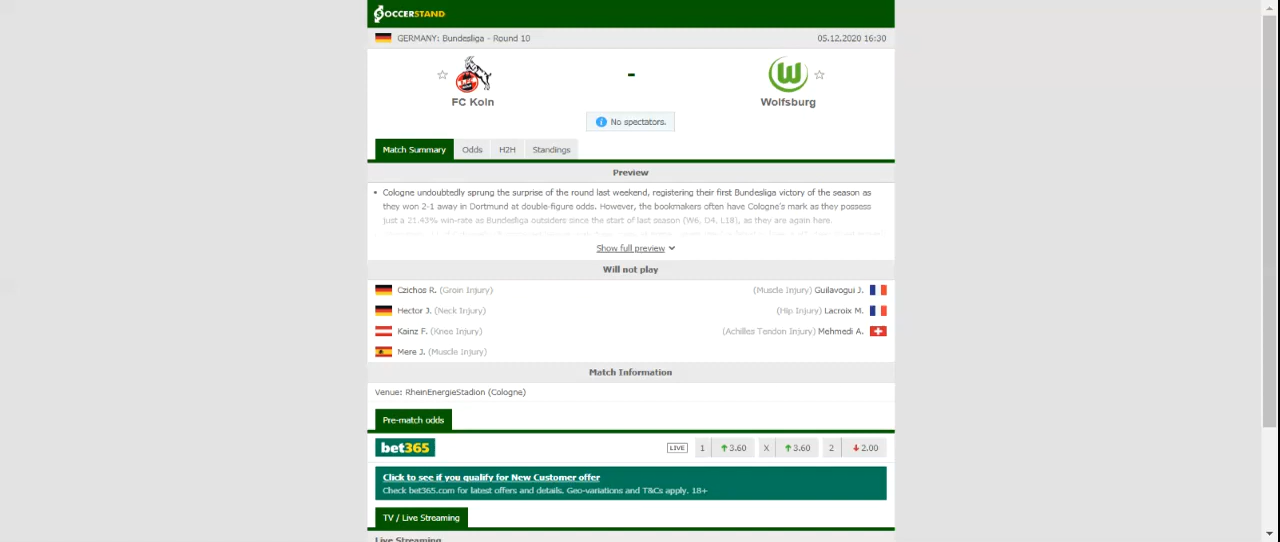 SOCCERSTAND
GERMANY: Bundesliga - Round 10 05.12.2020 16:30
-
FC Koln Wolfsburg
No spectators.
Match Summary Odds H2H Standings
Preview
• Cologne undoubtedly sprung the surprise of the round last weekend, registering their first Bundesliga victory of the season as
they won 2-1 away in Dortmund at double-figure odds. However, the bookmakers often have Cologne's mark as they possess
just a 21.43% win-rate as Bundesliga outsiders since the start of last season (W6, D4, L18), as they are again here.
Show full preview
Will not play
Czichos R. (Groin Injury) (Muscle Injury) Guilavogui J.
Hector J. (Neck Injury) (Hip Injury) Lacroix M.
Kainz F. (Knee Injury) (Achilles Tendon Injury) Mehmedi A.
Mere J. (Muscle Injury)
Match Information
Venue: RheinEnergieStadion (Cologne)
Pre-match odds
bet365 LIVE 1 3.60 X 3.60 2 2.00
Click to see if you qualify for New Customer offer
Check bet365.com for latest offers and details. Geo-variations and T&Cs apply. 18+
TV / Live Streaming
Live Streaming